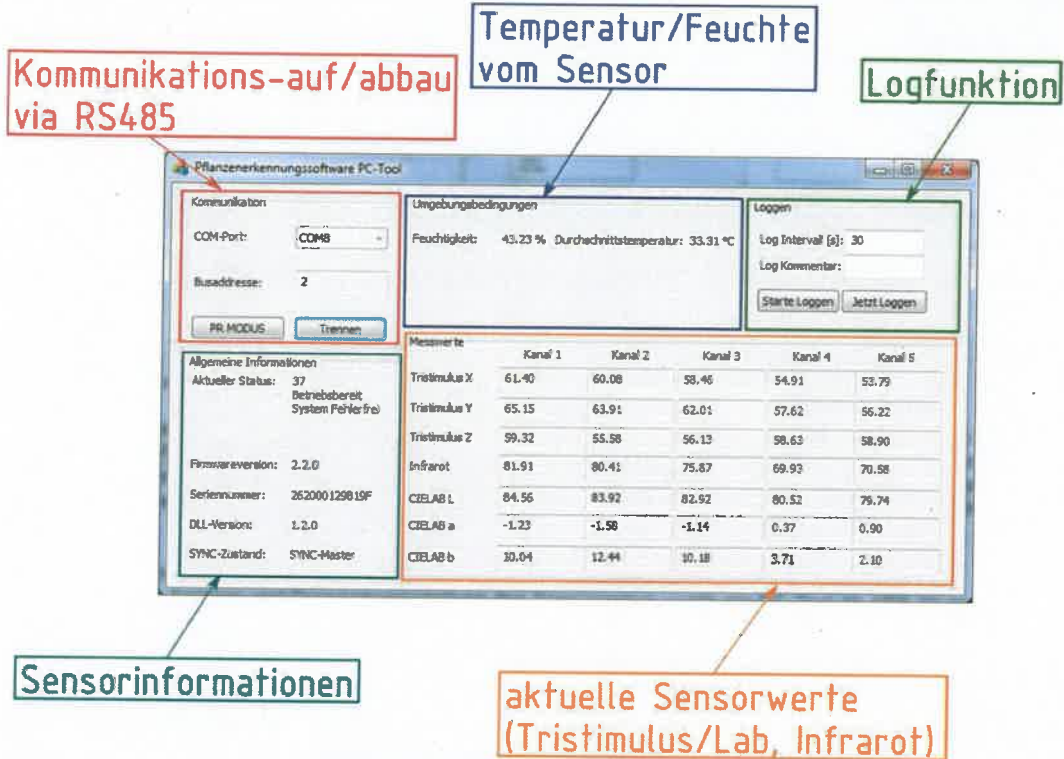 Temperatur/Feuchte
vom Sensor
Kommunikations-auf/abbau
via RS485
Logfunktion
Pflanzenerkennungssoftware PC-Tool
Kommunikation
COM-Port: COM8
Busaddresse: 2
PR MODUS Trennen
Umgebungsbedingungen
Feuchtigkeit: 43.23 % Durchschnittstemperatur: 33.31 °C
Loggen
Log Intervall [s]: 30
Log Kommentar:
Starte Loggen Jetzt Loggen
Allgemeine Informationen
Aktueller Status: 37
Betriebsbereit
System Fehlerfrei
Firmwareversion: 2.2.0
Seriennummer: 262000129819F
DLL-Version: 1.2.0
SYNC-Zustand: SYNC-Master
Messwerte
Kanal 1 Kanal 2 Kanal 3 Kanal 4 Kanal 5
Tristimulus X 61.40 60.08 58.46 54.91 53.79
Tristimulus Y 65.15 63.91 62.01 57.62 56.22
Tristimulus Z 59.32 55.58 56.13 58.63 58.90
Infrarot 81.91 80.41 75.87 69.93 70.58
CIELAB L 84.56 83.92 82.92 80.52 79.74
CIELAB a -1.23 -1.58 -1.14 0.37 0.90
CIELAB b 10.04 12.44 10.18 3.71 2.10
Sensorinformationen
aktuelle Sensorwerte
(Tristimulus/Lab, Infrarot)